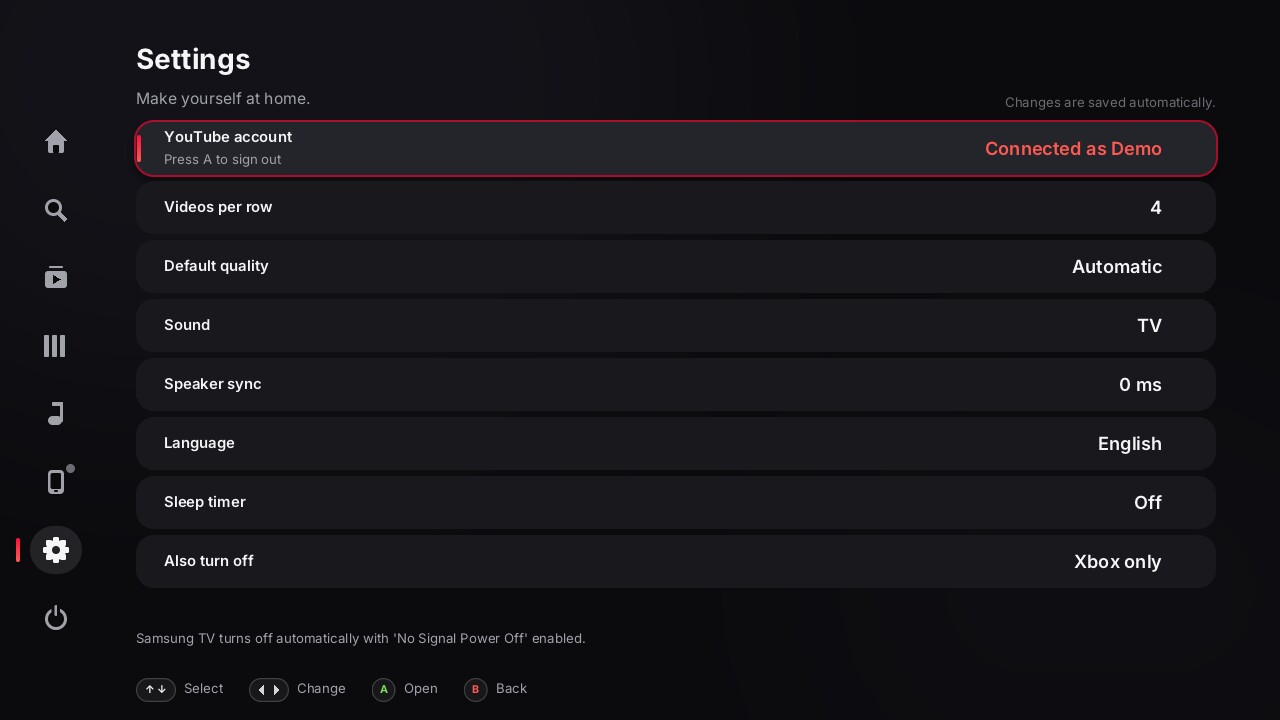 Settings
Make yourself at home.
Changes are saved automatically.
YouTube account
Press A to sign out
Connected as Demo
Videos per row
4
Default quality
Automatic
Sound
TV
Speaker sync
0 ms
Language
English
Sleep timer
Off
Also turn off
Xbox only
Samsung TV turns off automatically with 'No Signal Power Off' enabled.
Select
Change
A Open
B Back